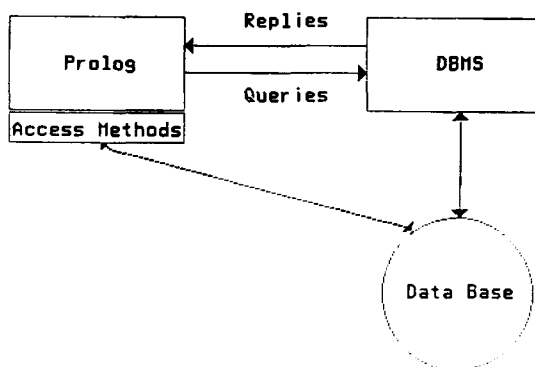 Replies
Prolog
DBMS
Queries
Access Methods
Data Base